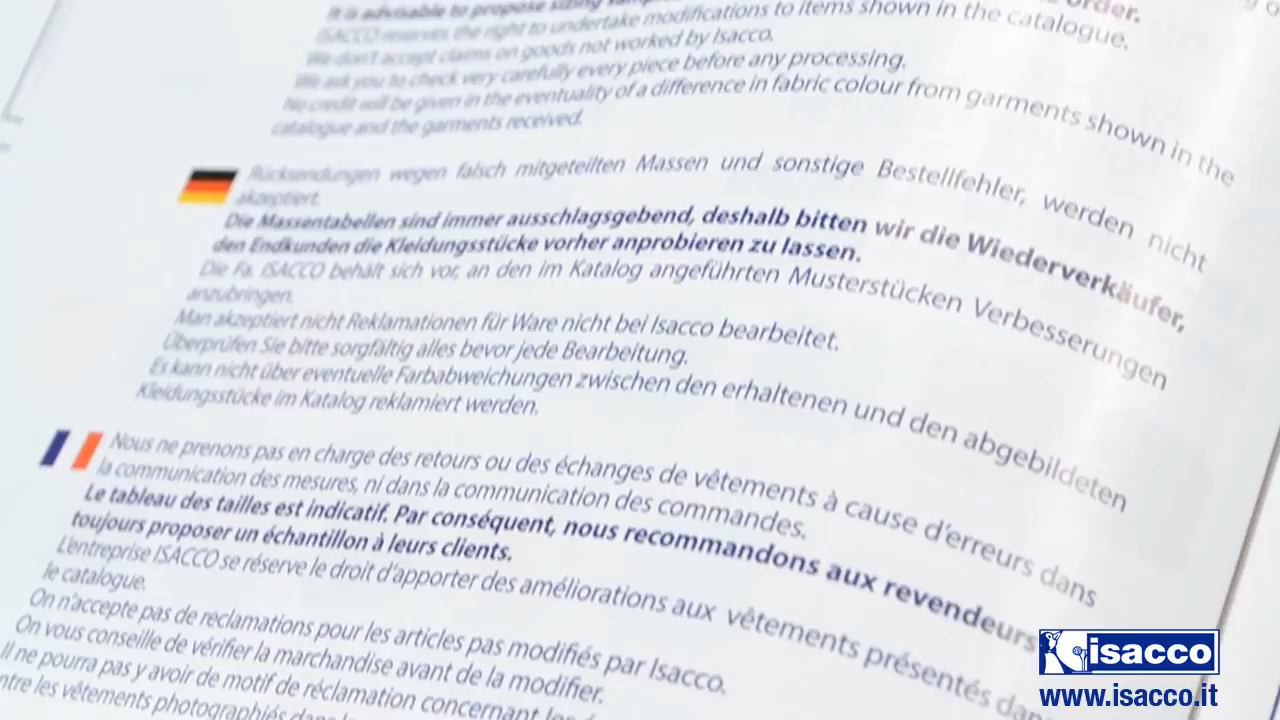 order.
It is advisable to propose sizing
ISACCO reserves the right to undertake modifications to items shown in the catalogue.
We don't accept claims on goods not worked by Isacco.
We ask you to check very carefully every piece before any processing.
No credit will be given in the eventuality of a difference in fabric colour from garments shown in the
catalogue and the garments received.
Rücksendungen wegen falsch mitgeteilten Massen und sonstige Bestellfehler, werden nicht
akzeptiert.
Die Massentabellen sind immer ausschlagsgebend, deshalb bitten wir die Wiederverkäufer,
den Endkunden die Kleidungsstücke vorher anprobieren zu lassen.
Die Fa. ISACCO behält sich vor, an den im Katalog angeführten Musterstücken Verbesserungen
anzubringen.
Man akzeptiert nicht Reklamationen für Ware nicht bei Isacco bearbeitet.
Überprüfen Sie bitte sorgfältig alles bevor jede Bearbeitung.
Es kann nicht über eventuelle Farbabweichungen zwischen den erhaltenen und den abgebildeten
Kleidungsstücke im Katalog reklamiert werden.
Nous ne prenons pas en charge des retours ou des échanges de vêtements à cause d'erreurs dans
la communication des mesures, ni dans la communication des commandes.
Le tableau des tailles est indicatif. Par conséquent, nous recommandons aux revendeurs
toujours proposer un échantillon à leurs clients.
L'entreprise ISACCO se réserve le droit d'apporter des améliorations aux vêtements présentés dans
le catalogue.
On n'accepte pas de reclamations pour les articles pas modifiés par Isacco.
On vous conseille de vérifier la marchandise avant de la modifier.
Il ne pourra pas y avoir de motif de réclamation concernant les
ntre les vêtements photographiés dans
isacco
www.isacco.it